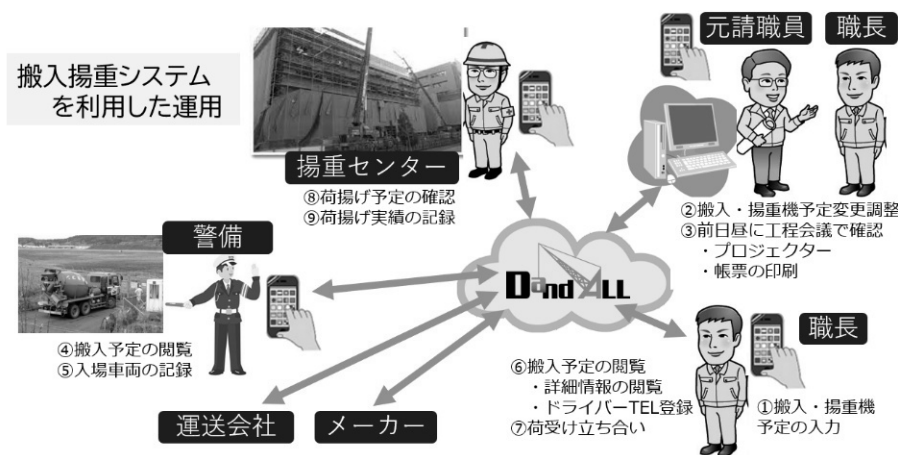 搬入揚重システム
を利用した運用
元請職員
職長
揚重センター
⑧荷揚げ予定の確認
⑨荷揚げ実績の記録
②搬入・揚重機予定変更調整
③前日昼に工程会議で確認
・プロジェクター
・帳票の印刷
警備
④搬入予定の閲覧
⑤入場車両の記録
DandALL
職長
①搬入・揚重機
予定の入力
⑥搬入予定の閲覧
・詳細情報の閲覧
・ドライバーTEL登録
⑦荷受け立ち合い
運送会社
メーカー